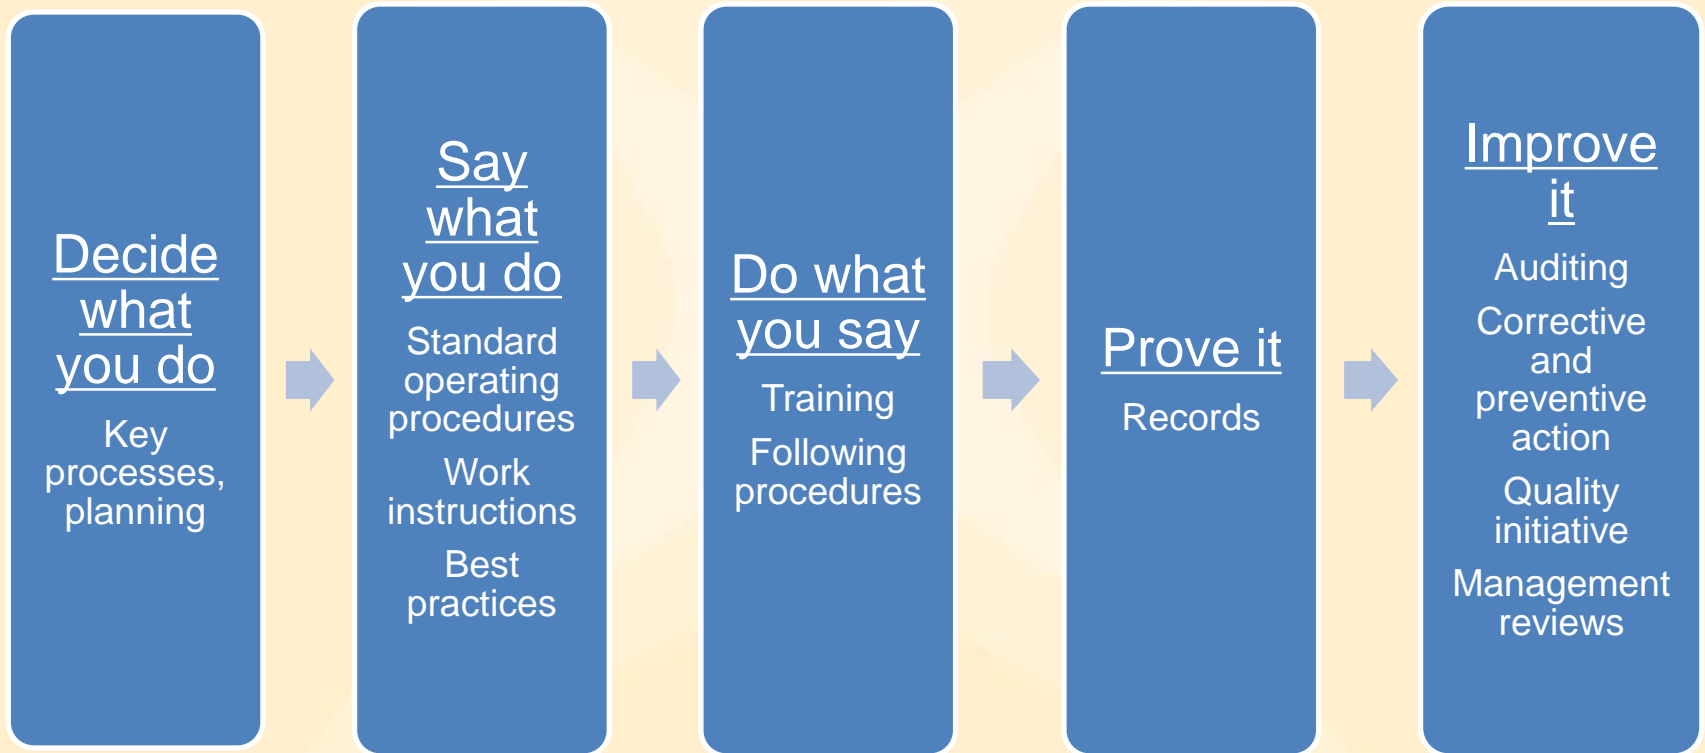 Decide
what
you do
Key
processes,
planning
Say
what
you do
Standard
operating
procedures
Work
instructions
Best
practices
Do what
you say
Training
Following
procedures
Prove it
Records
Improve
it
Auditing
Corrective
and
preventive
action
Quality
initiative
Management
reviews